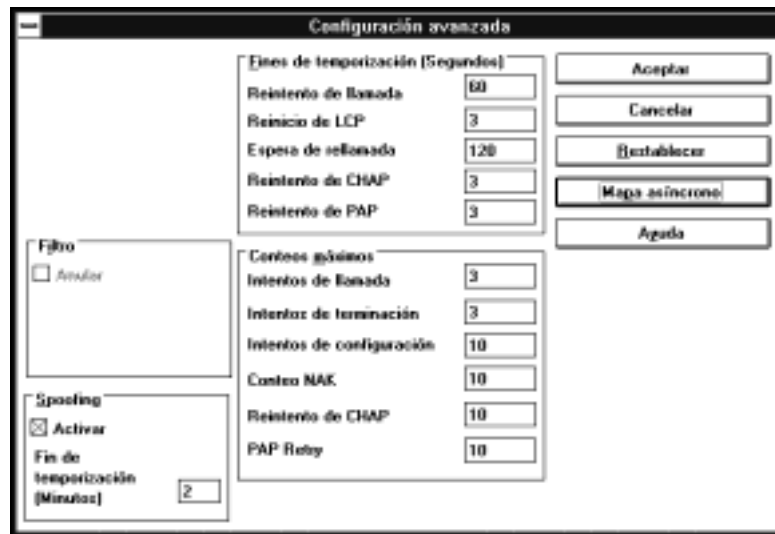 Configuración avanzada
Fines de temporización (Segundos)
Reintento de llamada 60
Reinicio de LCP 3
Espera de rellamada 120
Reintento de CHAP 3
Reintento de PAP 3
Aceptar
Cancelar
Restablecer
Mapa asíncrono
Ayuda
Filtro
Anular
Conteos máximos
Intentos de llamada 3
Intentos de terminación 3
Intentos de configuración 10
Conteo NAK 10
Reintento de CHAP 10
PAP Retry 10
Spoofing
Activar
Fin de
temporización
(Minutos) 2